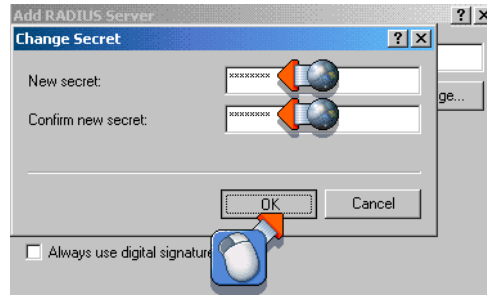 Add RADIUS Server
Change Secret
New secret:
xxxxxxxx
ge...
Confirm new secret:
xxxxxxxx
OK
Cancel
Always use digital signature